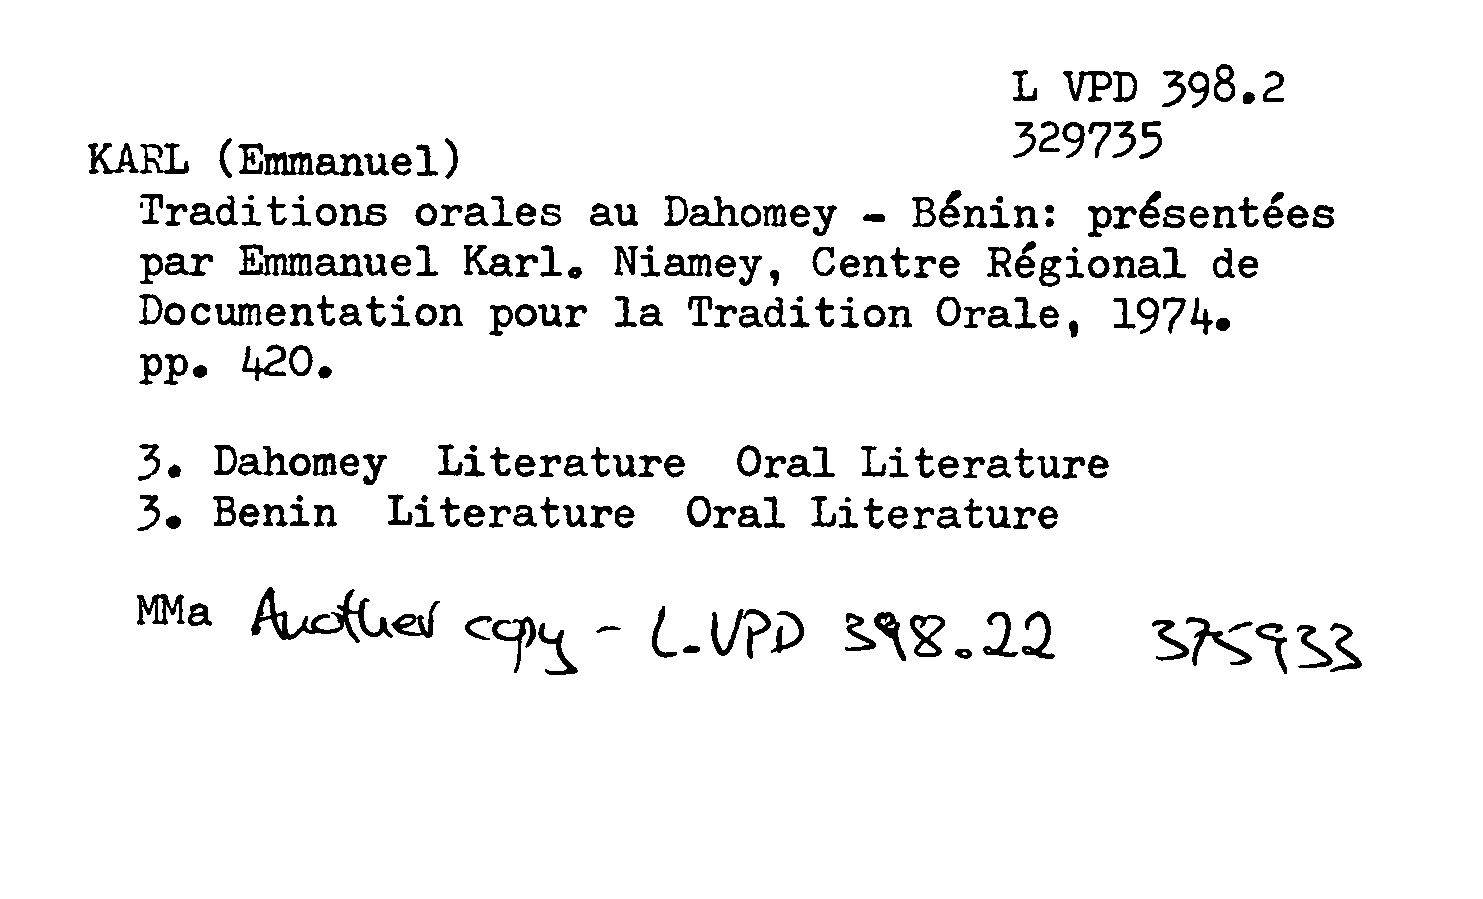 L VPD 398.2
329735
KARL (Emmanuel)
Traditions orales au Dahomey - Bénin: présentées
par Emmanuel Karl. Niamey, Centre Régional de
Documentation pour la Tradition Orale, 1974.
pp. 420.
3. Dahomey Literature Oral Literature
3. Benin Literature Oral Literature
MMa Another copy - L.VPD 398.22 375933